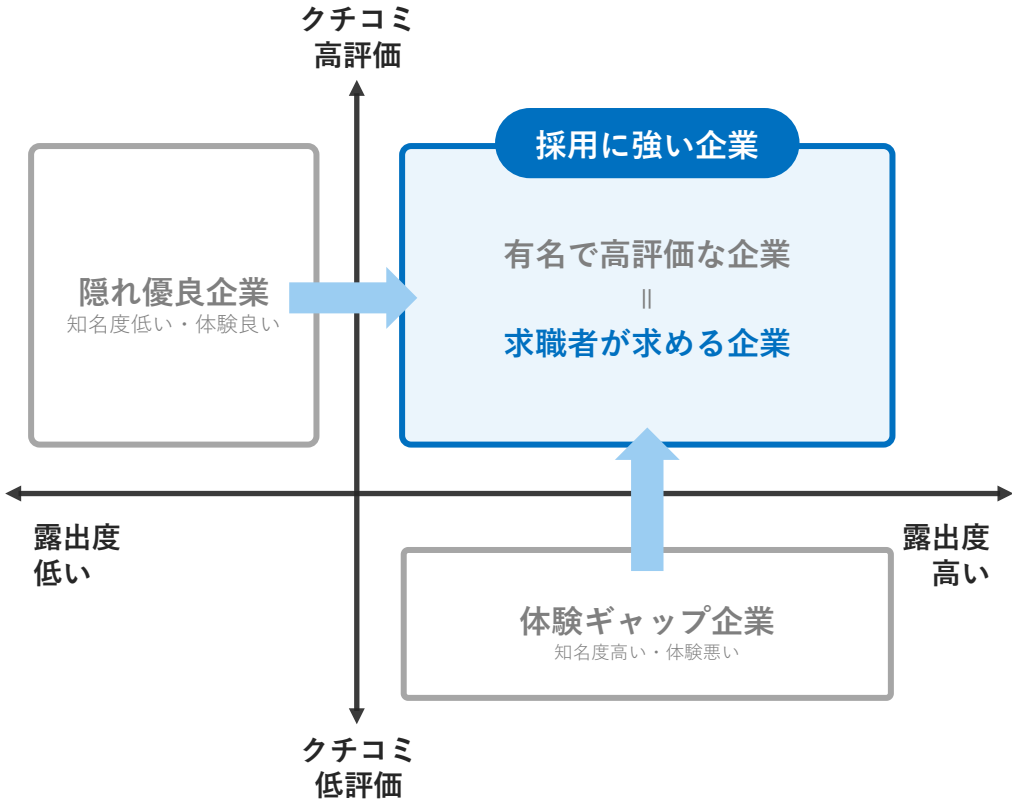 クチコミ
高評価
採用に強い企業
有名で高評価な企業
＝
求職者が求める企業
隠れ優良企業
知名度低い・体験良い
露出度
低い
露出度
高い
体験ギャップ企業
知名度高い・体験悪い
クチコミ
低評価